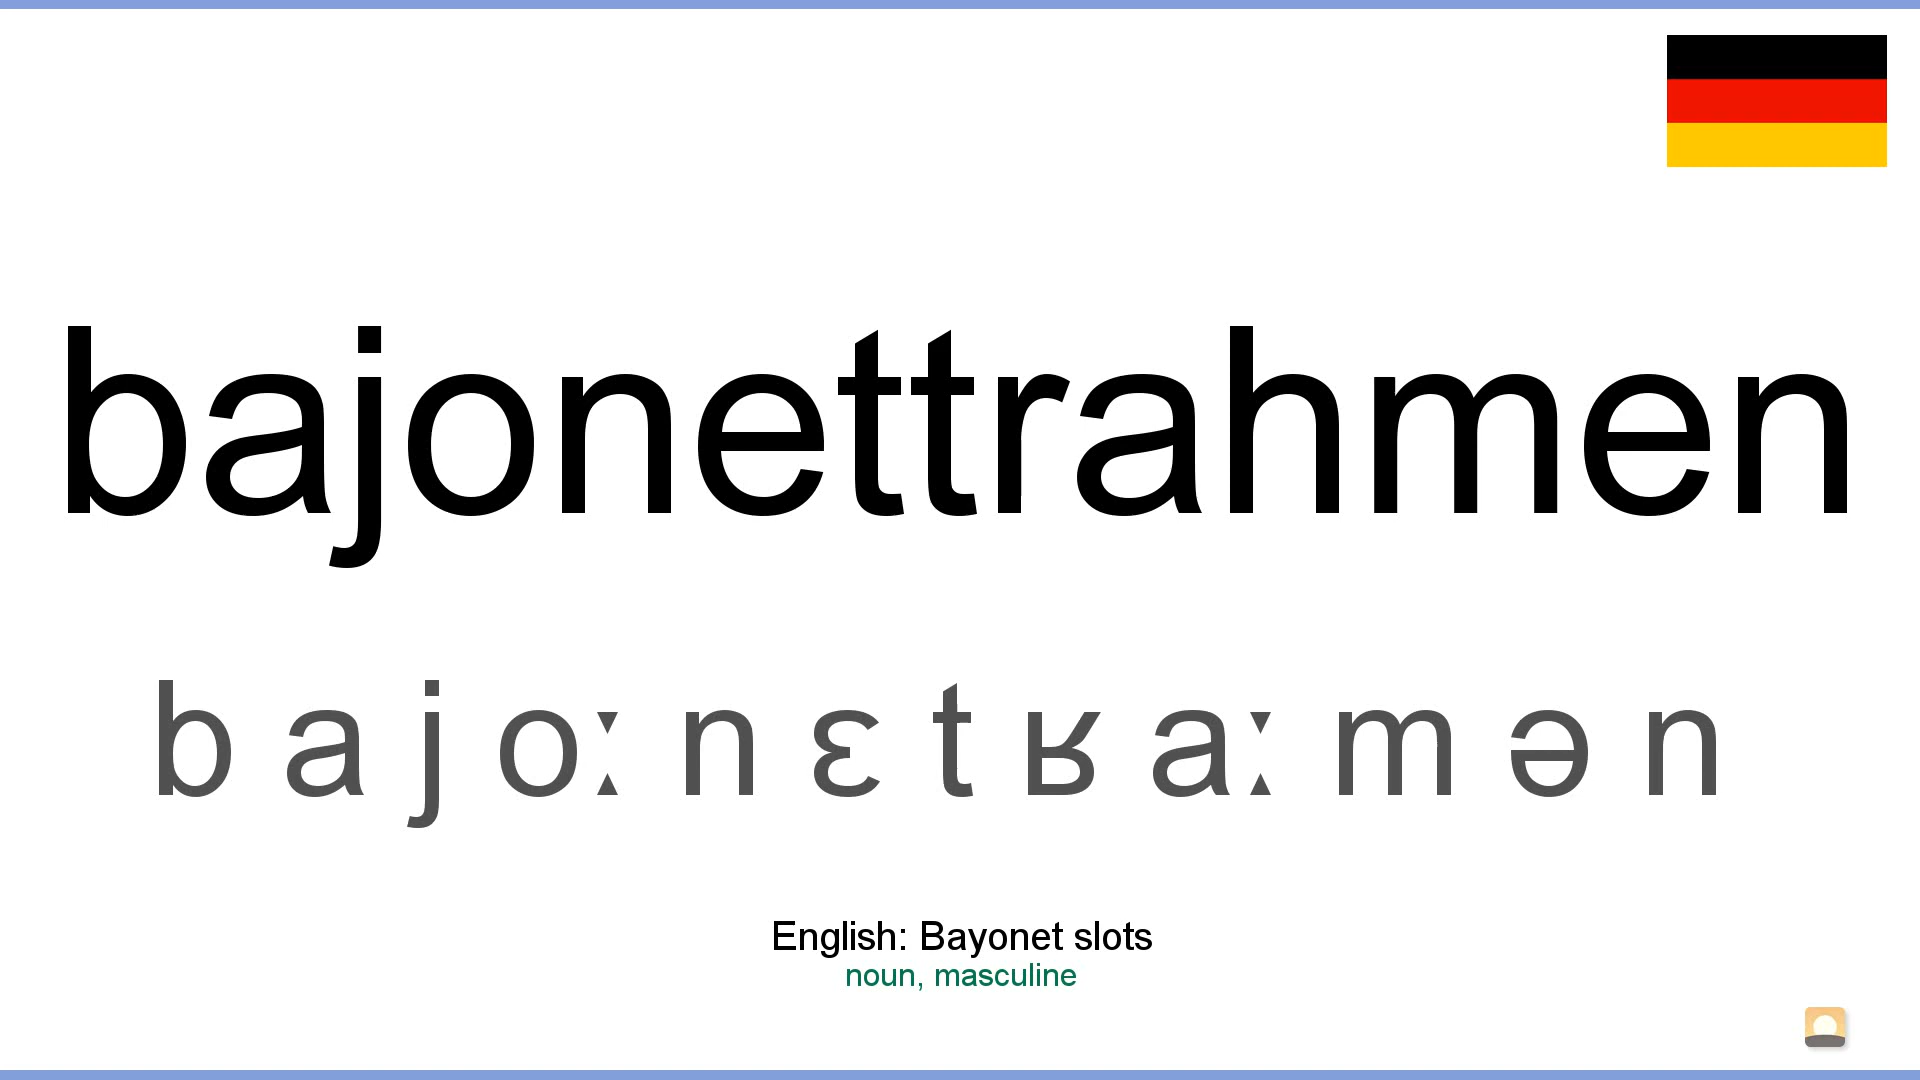 bajonettrahmen
b a j oː n ɛ t ʁ aː m ə n
English: Bayonet slots
noun, masculine